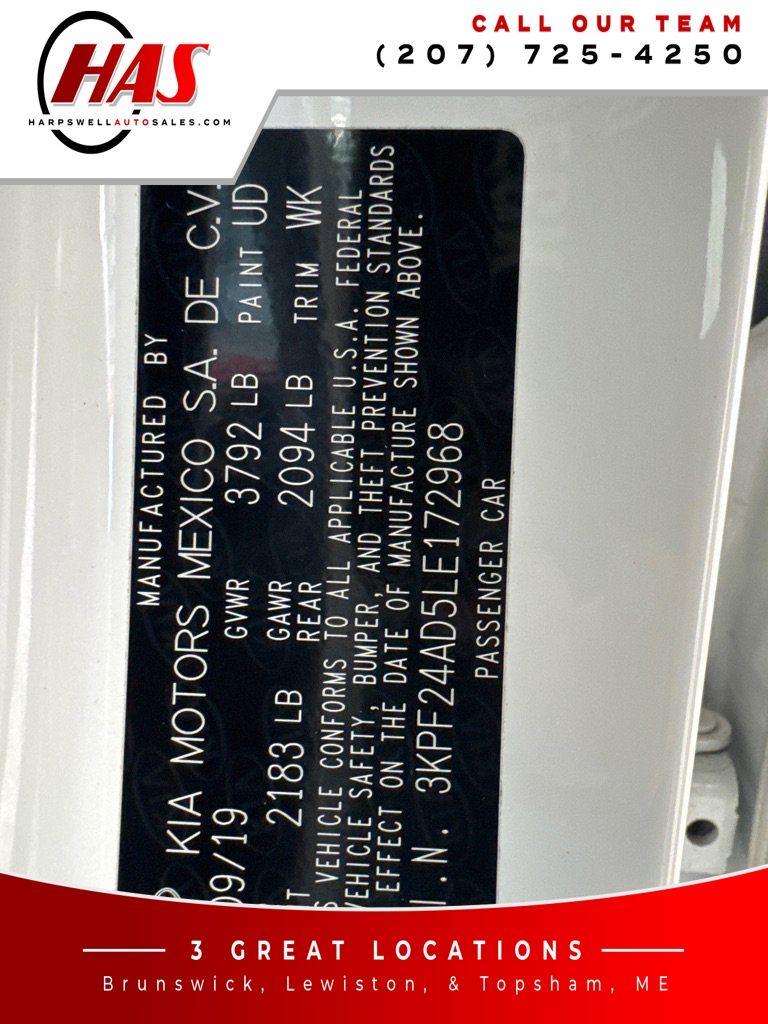 HAS
HARPSWELLAUTOSALES.COM
CALL OUR TEAM
(207) 725-4250
MANUFACTURED BY
KIA MOTORS MEXICO S.A. DE C.V.
09/19 GVWR 3792 LB PAINT UD
2183 LB GAWR REAR 2094 LB TRIM WK
VEHICLE CONFORMS TO ALL APPLICABLE U.S.A. FEDERAL
VEHICLE SAFETY, BUMPER, AND THEFT PREVENTION STANDARDS
EFFECT ON THE DATE OF MANUFACTURE SHOWN ABOVE.
I.N. 3KPF24AD5LE172968
PASSENGER CAR
3 GREAT LOCATIONS
Brunswick, Lewiston, & Topsham, ME